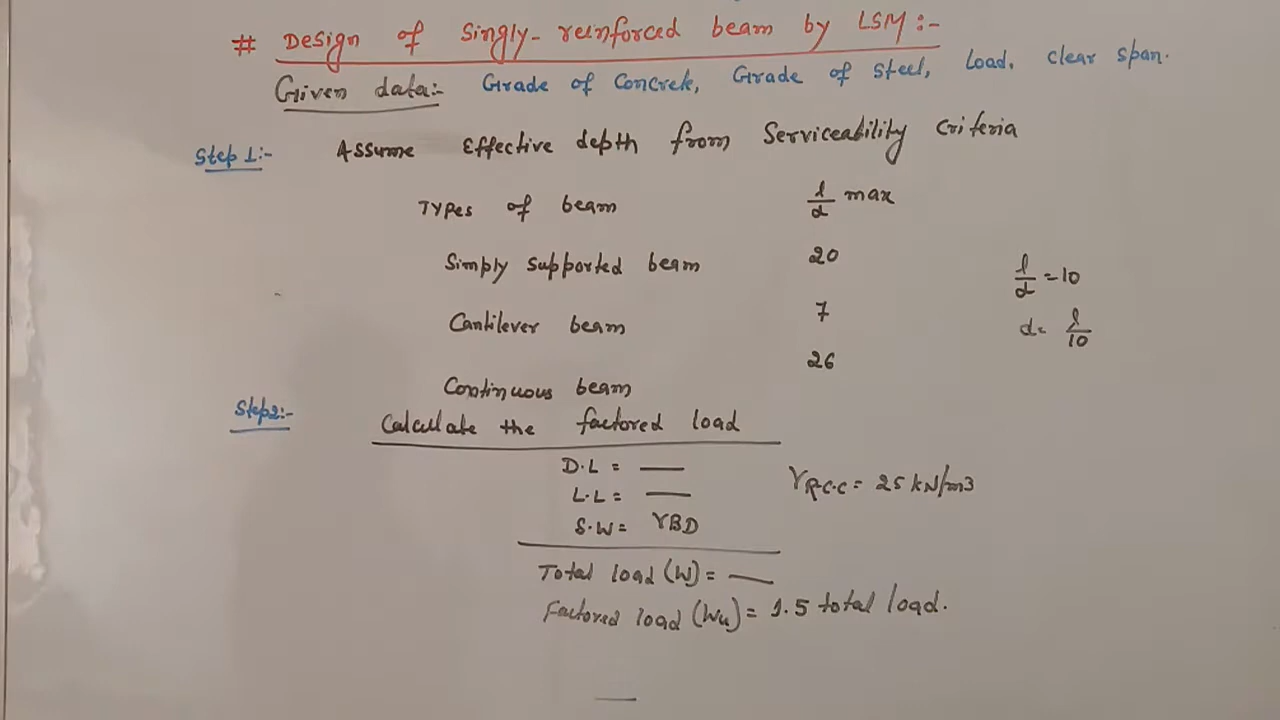 # Design of Singly-reinforced beam by LSM:-
Given data:- Grade of Concrete, Grade of Steel, Load, clear span.
Step 1:- Assume Effective depth from Serviceability Criteria
Types of beam l/d max
Simply supported beam 20
l/d = 10
Cantilever beam 7
d = l/10
Continuous beam 26
Step2:- Calculate the factored load
D.L = —
L.L = —
γR.C.C = 25 kN/m3
S.W = γBD
Total load (W) = —
Factored load (Wu) = 1.5 total load.